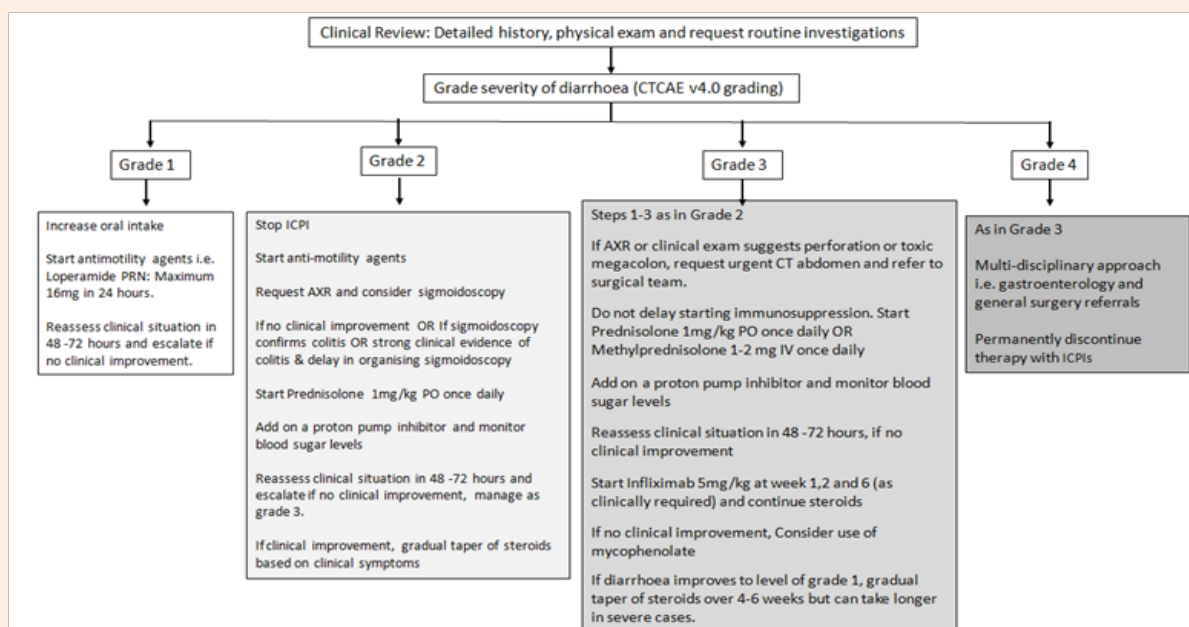 Clinical Review: Detailed history, physical exam and request routine investigations
Grade severity of diarrhoea (CTCAE v4.0 grading)
Grade 1
Increase oral intake
Start antimotility agents i.e.
Loperamide PRN: Maximum
16mg in 24 hours.
Reassess clinical situation in
48 -72 hours and escalate if
no clinical improvement.
Grade 2
Stop ICPI
Start anti-motility agents
Request AXR and consider sigmoidoscopy
If no clinical improvement OR If sigmoidoscopy
confirms colitis OR strong clinical evidence of
colitis & delay in organising sigmoidoscopy
Start Prednisolone 1mg/kg PO once daily
Add on a proton pump inhibitor and monitor
blood sugar levels
Reassess clinical situation in 48 -72 hours and
escalate if no clinical improvement, manage as
grade 3.
If clinical improvement, gradual taper of steroids
based on clinical symptoms
Grade 3
Steps 1-3 as in Grade 2
If AXR or clinical exam suggests perforation or toxic
megacolon, request urgent CT abdomen and refer to
surgical team.
Do not delay starting immunosuppression. Start
Prednisolone 1mg/kg PO once daily OR
Methylprednisolone 1-2 mg IV once daily
Add on a proton pump inhibitor and monitor blood
sugar levels
Reassess clinical situation in 48 -72 hours, if no
clinical improvement
Start Infliximab 5mg/kg at week 1,2 and 6 (as
clinically required) and continue steroids
If no clinical improvement, Consider use of
mycophenolate
If diarrhoea improves to level of grade 1, gradual
taper of steroids over 4-6 weeks but can take longer
in severe cases.
Grade 4
As in Grade 3
Multi-disciplinary approach
i.e. gastroenterology and
general surgery referrals
Permanently discontinue
therapy with ICPIs